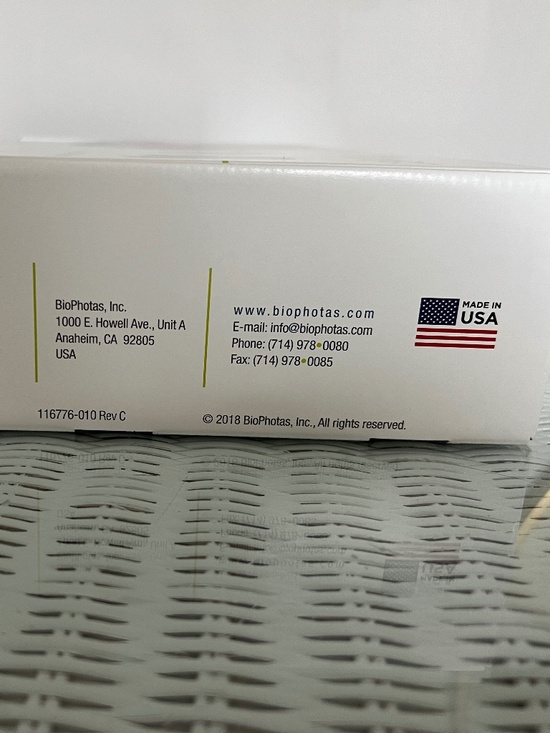 BioPhotas, Inc.
1000 E. Howell Ave., Unit A
Anaheim, CA 92805
USA
www.biophotas.com
E-mail: info@biophotas.com
Phone: (714) 978•0080
Fax: (714) 978•0085
MADE IN
USA
116776-010 Rev C
© 2018 BioPhotas, Inc., All rights reserved.